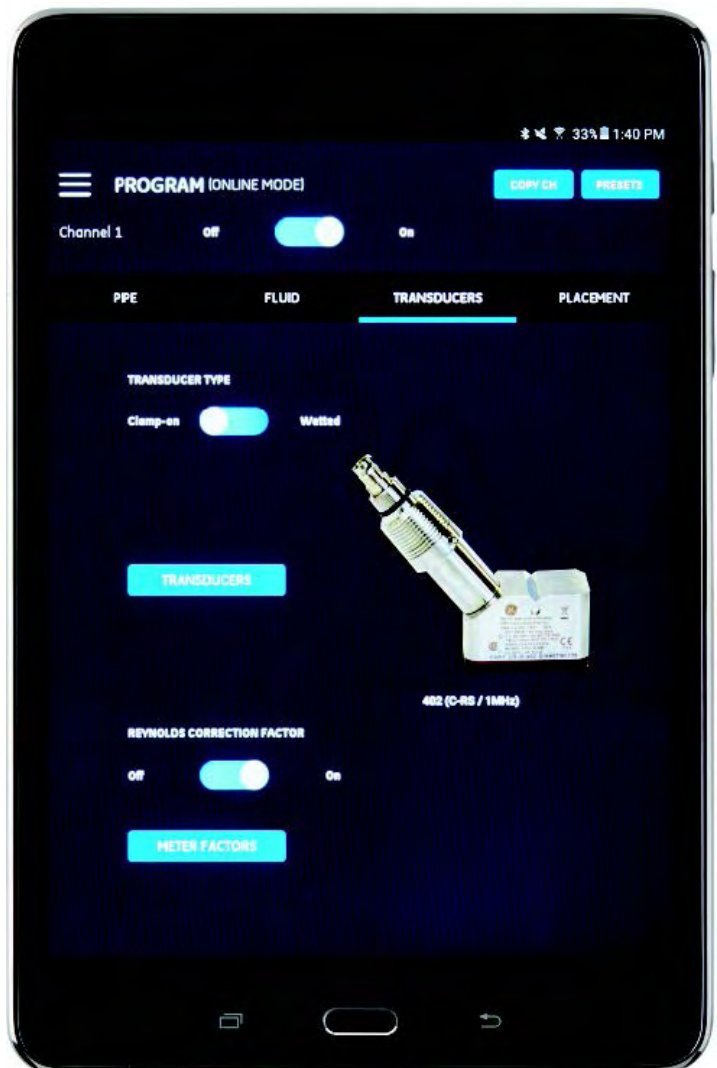 33% 1:40 PM
PROGRAM (ONLINE MODE)
COPY CH PRESETS
Channel 1 Off On
PIPE FLUID TRANSDUCERS PLACEMENT
TRANSDUCER TYPE
Clamp-on Wetted
TRANSDUCERS
CE
402 (C-RS / 1MHz)
REYNOLDS CORRECTION FACTOR
Off On
METER FACTORS